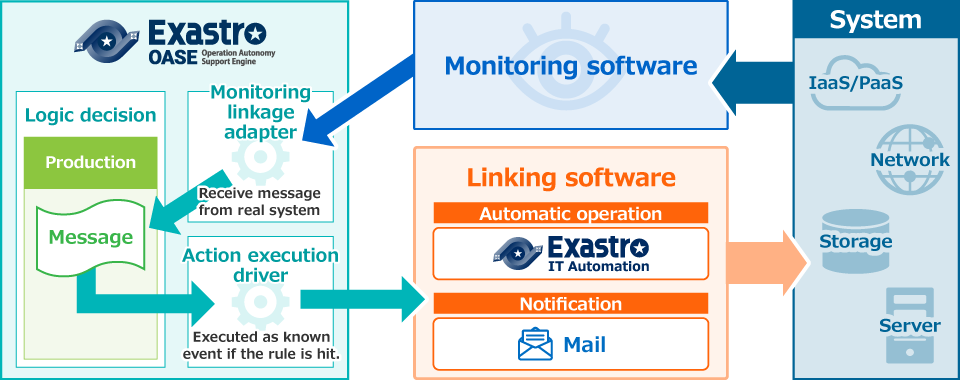 Exastro
OASE
Operation Autonomy
Support Engine
Logic decision
Production
Message
Monitoring
linkage
adapter
Receive message
from real system
Action execution
driver
Executed as known
event if the rule is hit.
Monitoring software
Linking software
Automatic operation
Exastro
IT Automation
Notification
Mail
System
IaaS/PaaS
Network
Storage
Server